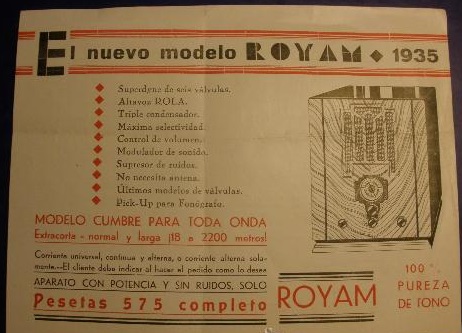 El nuevo modelo ROYAM ◆ 1935
◆ Superdyne de seis válvulas.
◆ Altavoz ROLA.
◆ Triple condensador.
◆ Máxima selectividad.
◆ Control de volumen.
◆ Modulador de sonido.
◆ Supresor de ruidos.
◆ No necesita antena.
◆ Últimos modelos de válvulas.
◆ Pick-Up para Fonógrafo.
MODELO CUMBRE PARA TODA ONDA
Extracorta - normal y larga ¡18 a 2200 metros!
Corriente universal, continua y alterna, o corriente alterna sola-
mente.--El cliente debe indicar al hacer el pedido como lo desea
APARATO CON POTENCIA Y SIN RUIDOS, SOLO
Pesetas 575 completo
ROYAM
100 %
PUREZA
DE TONO